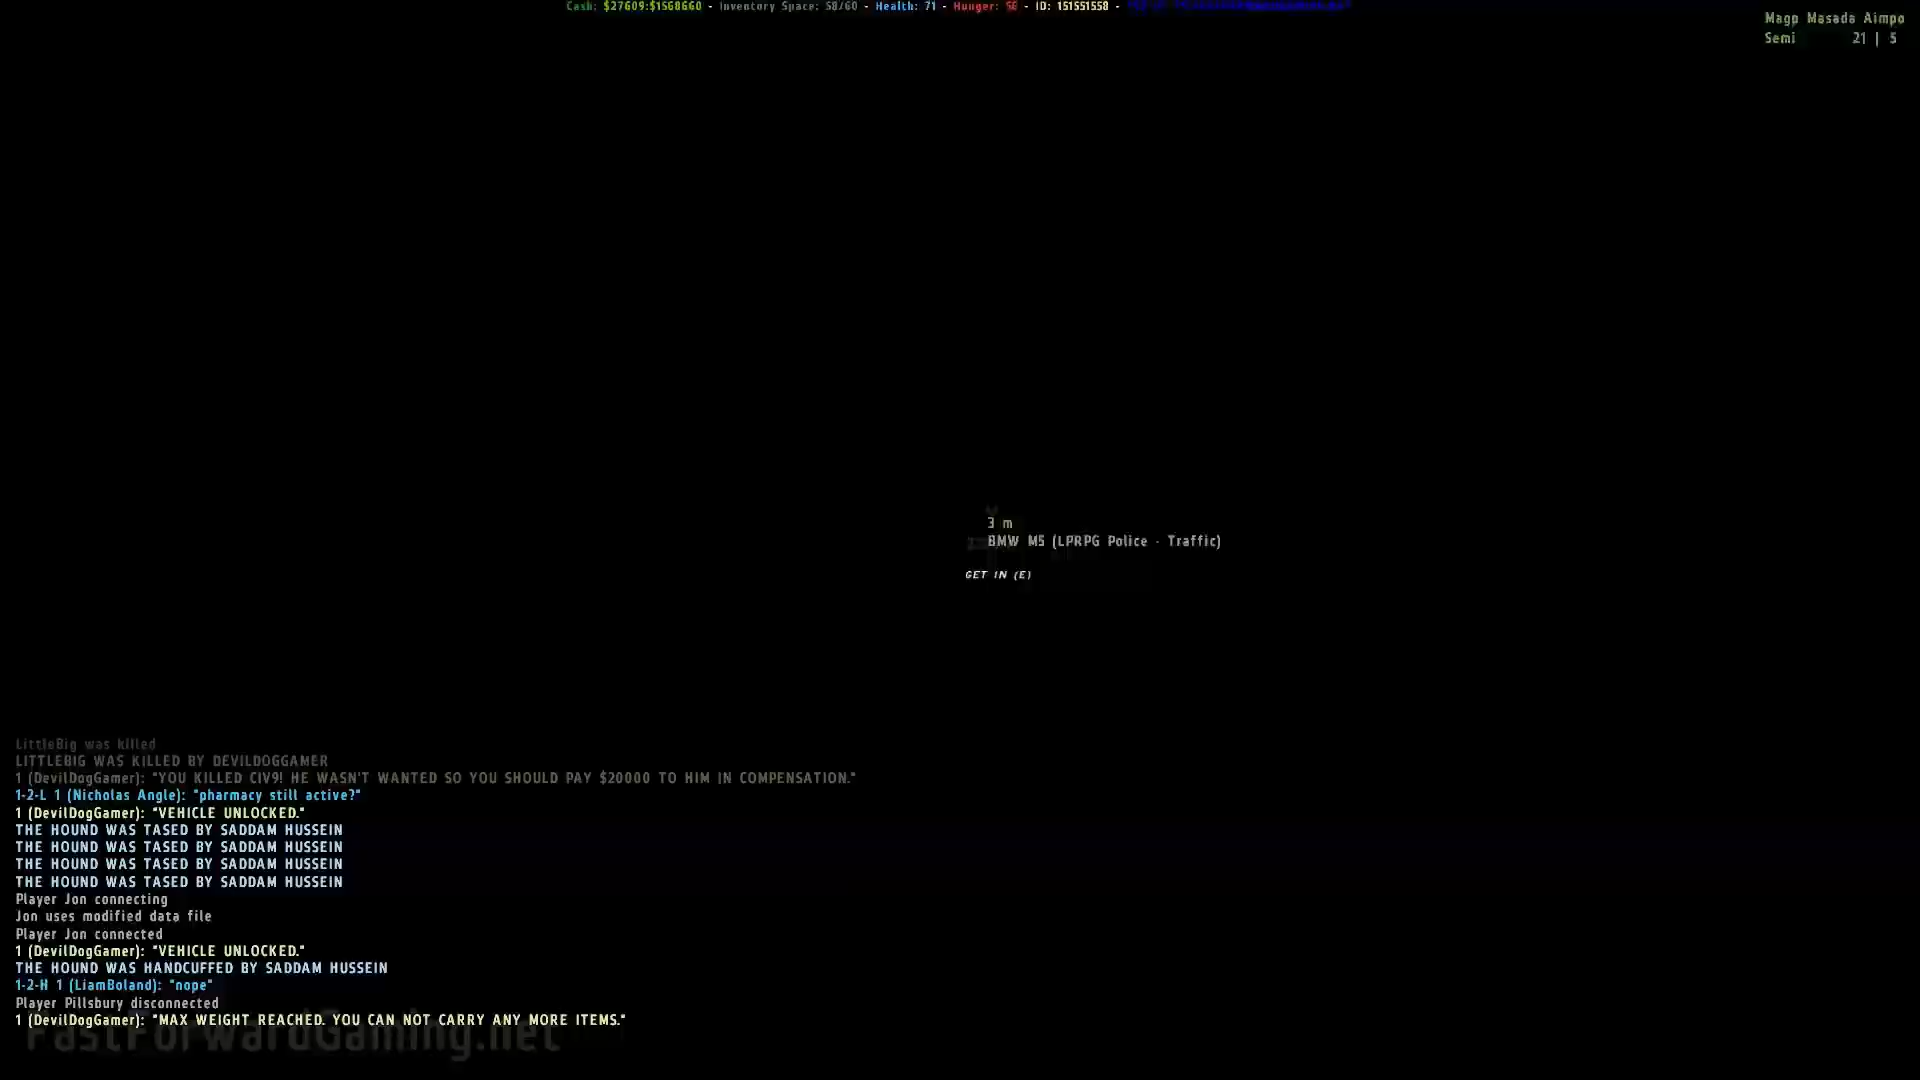 Cash: $27609:$1568660 - Inventory Space: 58/60 - Health: 71 - Hunger: 56 - ID: 151551558 -
Magp Masada Aimpo
Semi 21 | 5
3 m
BMW M5 (LPRPG Police - Traffic)
GET IN (E)
LittleBig was killed
LITTLEBIG WAS KILLED BY DEVILDOGGAMER
1 (DevilDogGamer): "YOU KILLED CIV9! HE WASN'T WANTED SO YOU SHOULD PAY $20000 TO HIM IN COMPENSATION."
1-2-L 1 (Nicholas Angle): "pharmacy still active?"
1 (DevilDogGamer): "VEHICLE UNLOCKED."
THE HOUND WAS TASED BY SADDAM HUSSEIN
THE HOUND WAS TASED BY SADDAM HUSSEIN
THE HOUND WAS TASED BY SADDAM HUSSEIN
THE HOUND WAS TASED BY SADDAM HUSSEIN
Player Jon connecting
Jon uses modified data file
Player Jon connected
1 (DevilDogGamer): "VEHICLE UNLOCKED."
THE HOUND WAS HANDCUFFED BY SADDAM HUSSEIN
1-2-H 1 (LiamBoland): "nope"
Player Pillsbury disconnected
1 (DevilDogGamer): "MAX WEIGHT REACHED. YOU CAN NOT CARRY ANY MORE ITEMS."
FastForwardGaming.net